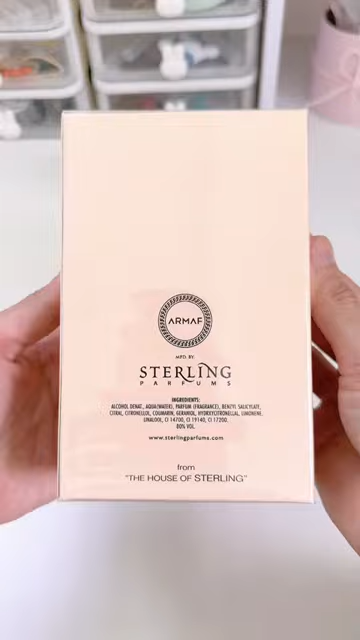 ARMAF
MFD. BY
STERLING
PARFUMS
INGREDIENTS:
ALCOHOL DENAT., AQUA(WATER), PARFUM (FRAGRANCE), BENZYL SALICYLATE,
CITRAL, CITRONELLOL, COUMARIN, GERANIOL, HYDROXYCITRONELLAL, LIMONENE,
LINALOOL, CI 14700, CI 19140, CI 17200.
80% VOL.
www.sterlingparfums.com
from
"THE HOUSE OF STERLING"